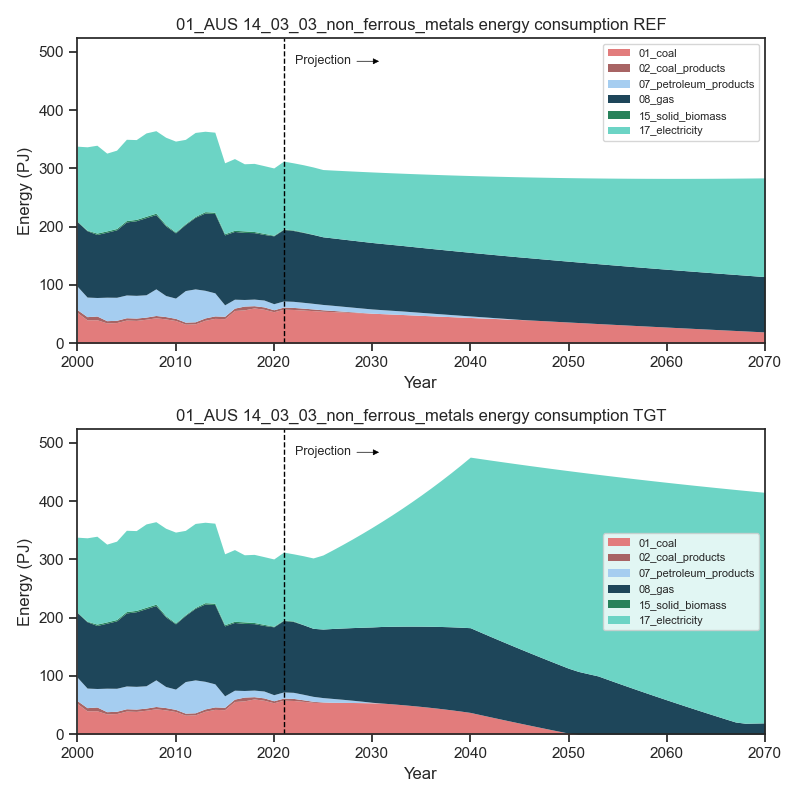 01_AUS 14_03_03_non_ferrous_metals energy consumption REF
500
400
300
200
100
0
Energy (PJ)
Projection
01_coal
02_coal_products
07_petroleum_products
08_gas
15_solid_biomass
17_electricity
2000 2010 2020 2030 2040 2050 2060 2070
Year
01_AUS 14_03_03_non_ferrous_metals energy consumption TGT
500
400
300
200
100
0
Energy (PJ)
Projection
01_coal
02_coal_products
07_petroleum_products
08_gas
15_solid_biomass
17_electricity
2000 2010 2020 2030 2040 2050 2060 2070
Year